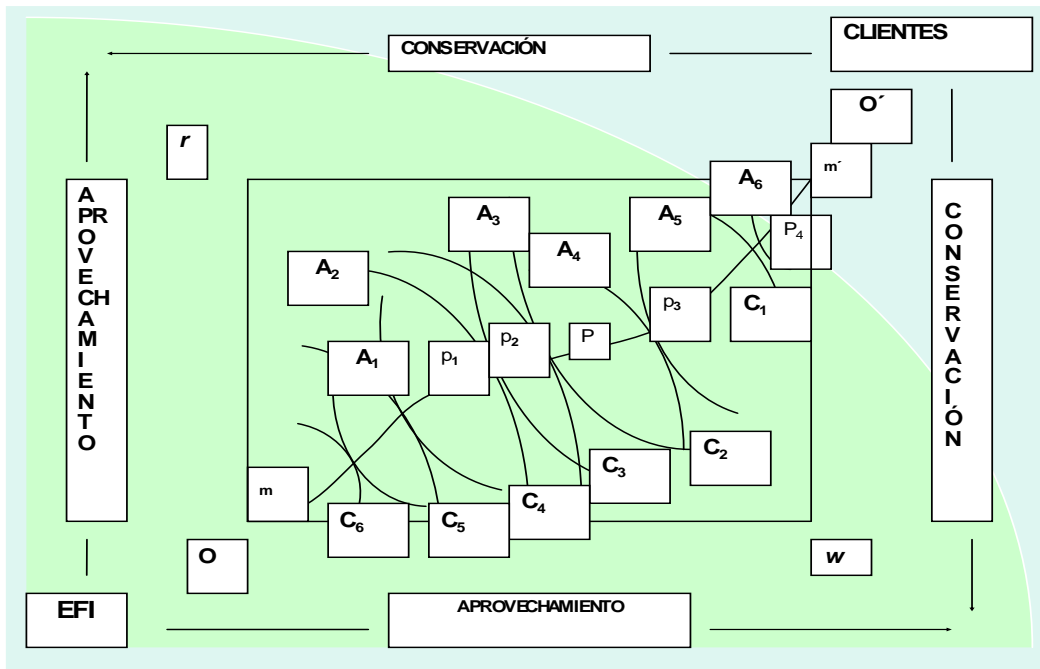 CONSERVACIÓN
CLIENTES
O´
r
m´
A₆
A₃
A₅
P₄
A₄
A₂
p₃
C₁
p₂
P
A₁
p₁
C₂
C₃
m
C₄
C₆
C₅
O
w
EFI
APROVECHAMIENTO
A
PR
O
V
E
CH
A
M
I
E
N
T
O
C
O
N
S
E
R
V
A
C
I
Ó
N